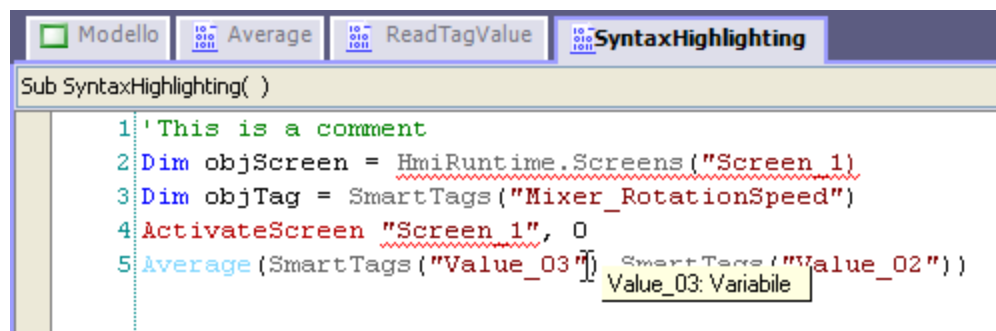 Modello Average ReadTagValue SyntaxHighlighting
Sub SyntaxHighlighting( )
1 'This is a comment
2 Dim objScreen = HmiRuntime.Screens("Screen_1)
3 Dim objTag = SmartTags("Mixer_RotationSpeed")
4 ActivateScreen "Screen_1", 0
5 Average(SmartTags("Value_03") SmartTags("Value_02"))
Value_03: Variabile